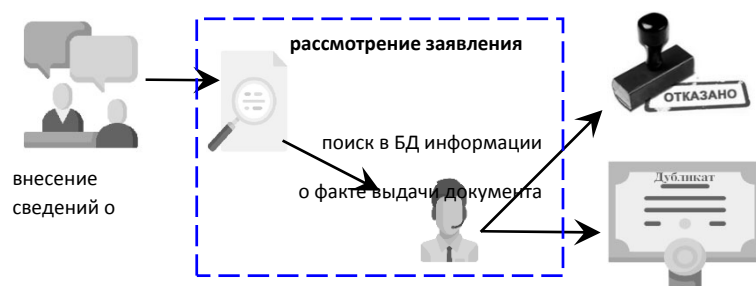 рассмотрение заявления
ОТКАЗАНО
поиск в БД информации
о факте выдачи документа
внесение
сведений о
Дубликат